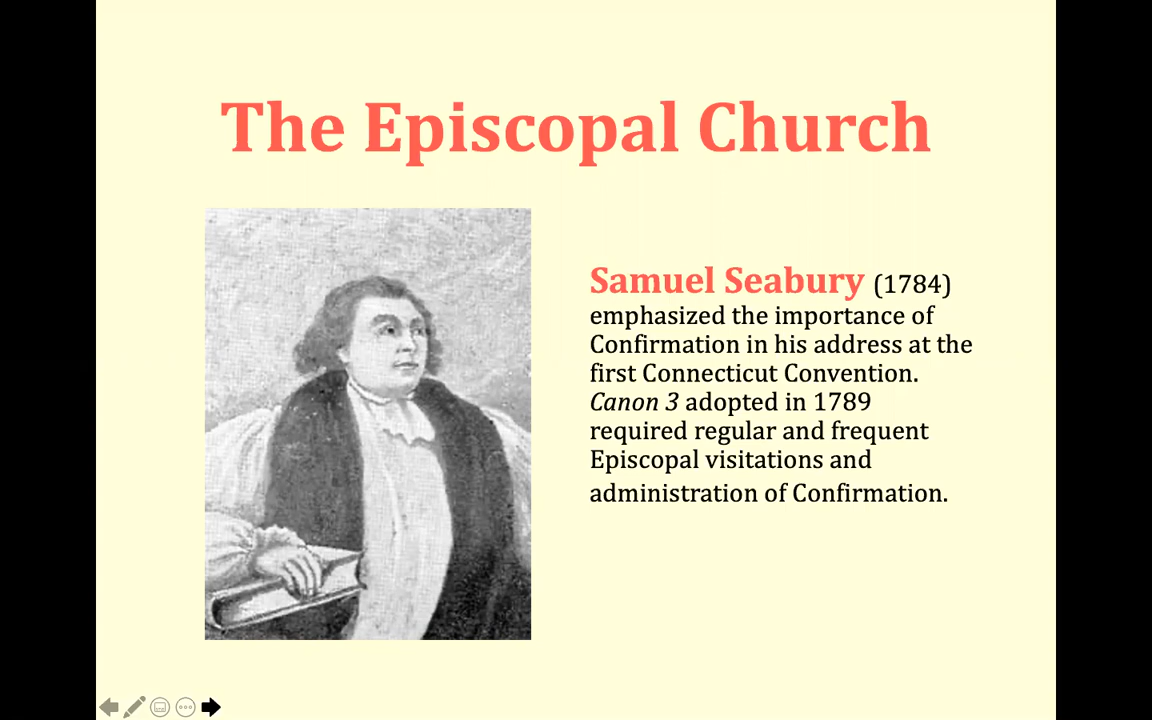 The Episcopal Church
Samuel Seabury (1784)
emphasized the importance of
Confirmation in his address at the
first Connecticut Convention.
Canon 3 adopted in 1789
required regular and frequent
Episcopal visitations and
administration of Confirmation.